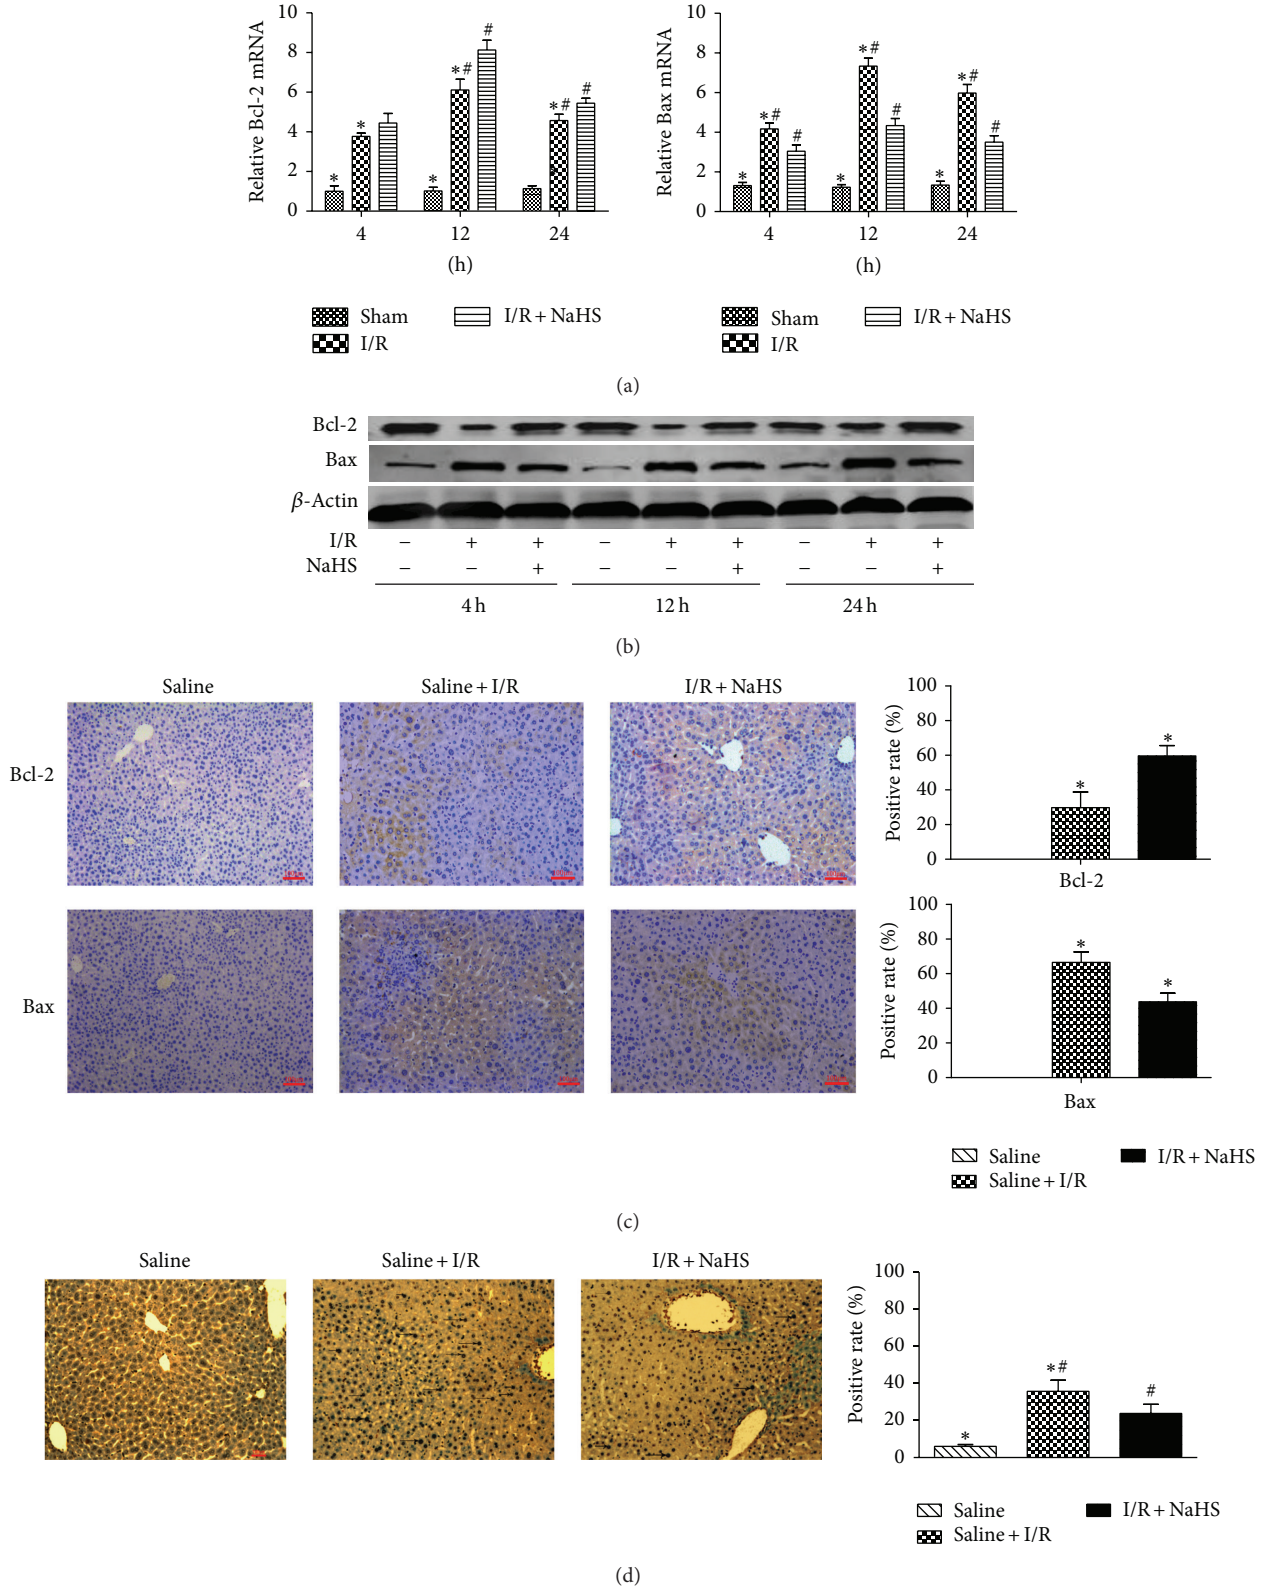 Relative Bcl-2 mRNA
10
8
6
4
2
0
*
*
*
*#
#
*#
#
4
12
24
(h)
Sham
I/R
I/R + NaHS
Relative Bax mRNA
10
8
6
4
2
0
*
*#
#
*
*#
#
*
*#
#
4
12
24
(h)
Sham
I/R
I/R + NaHS
(a)
Bcl-2
Bax
β-Actin
I/R − + + − + + − + +
NaHS − − + − − + − − +
4 h 12 h 24 h
(b)
Saline Saline + I/R I/R + NaHS
Bcl-2
Bax
Positive rate (%)
100
80
60
40
20
0
*
*
Bcl-2
Positive rate (%)
100
80
60
40
20
0
*
*
Bax
Saline
Saline + I/R
I/R + NaHS
(c)
Saline Saline + I/R I/R + NaHS
Positive rate (%)
100
80
60
40
20
0
*
*#
#
Saline
Saline + I/R
I/R + NaHS
(d)